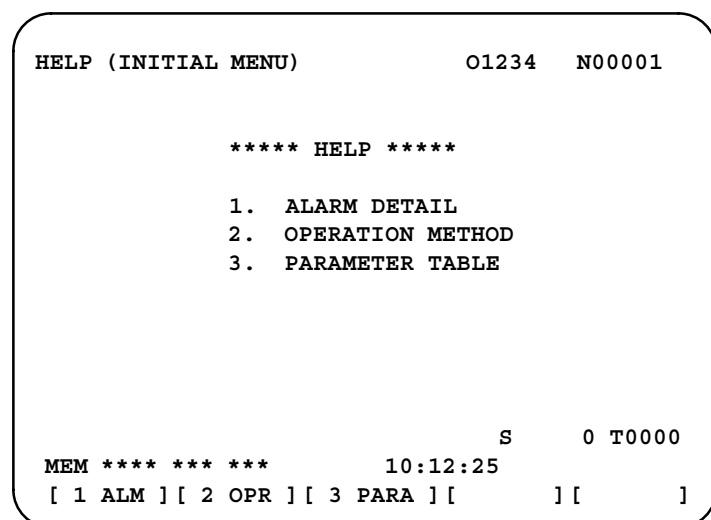 HELP (INITIAL MENU) O1234 N00001
***** HELP *****
1. ALARM DETAIL
2. OPERATION METHOD
3. PARAMETER TABLE
S 0 T0000
MEM **** *** *** 10:12:25
[ 1 ALM ][ 2 OPR ][ 3 PARA ][ ][ ]